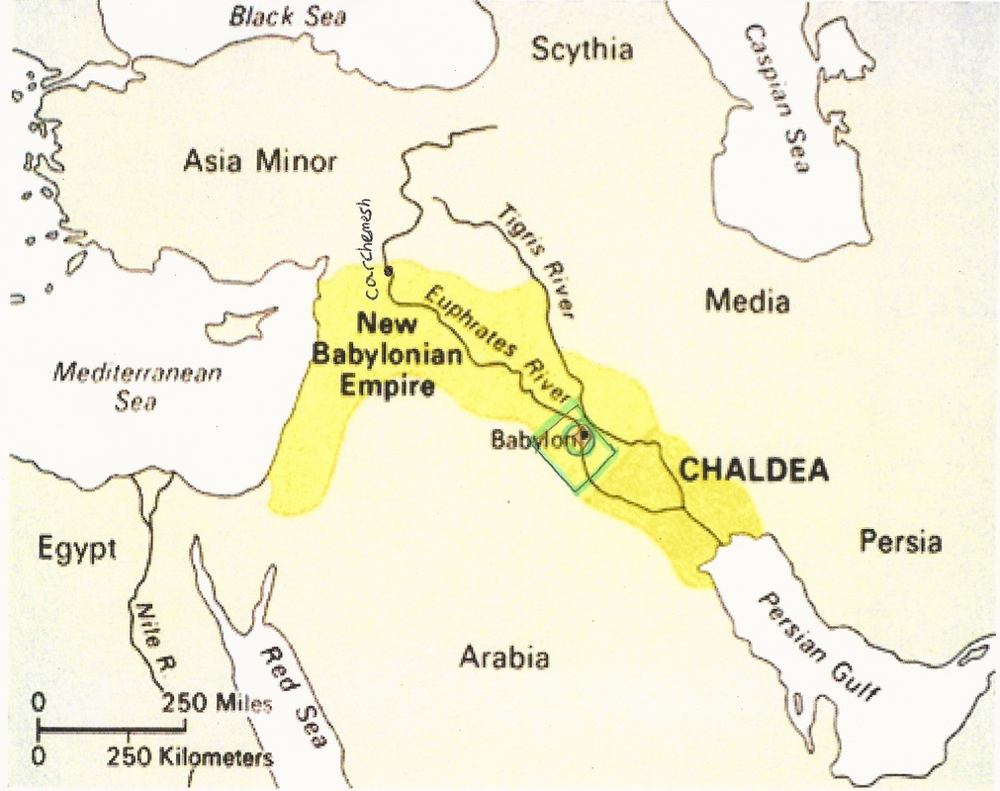 Black Sea
Scythia
Caspian Sea
Asia Minor
carchemesh
Tigris River
Media
Euphrates River
New
Babylonian
Empire
Mediterranean
Sea
Babylon
CHALDEA
Egypt
Persia
Nile R.
Red Sea
Arabia
Persian Gulf
0 250 Miles
0 250 Kilometers